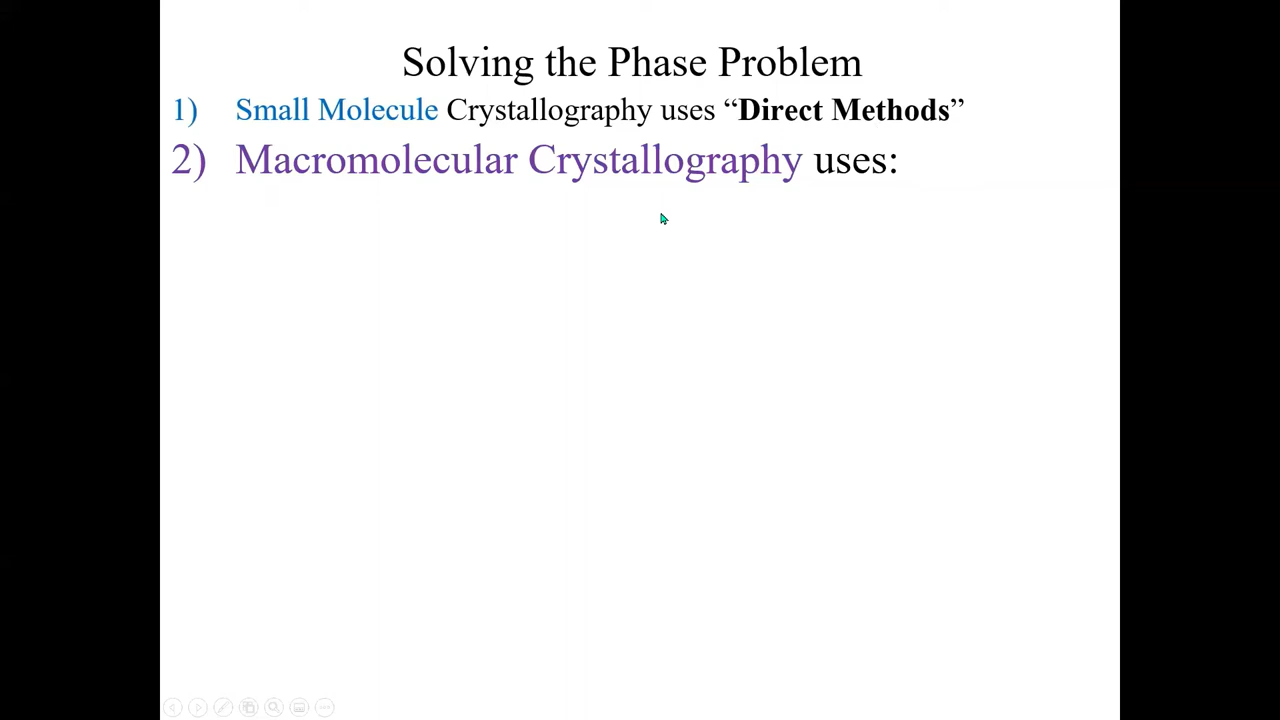 Solving the Phase Problem
1) Small Molecule Crystallography uses “Direct Methods”
2) Macromolecular Crystallography uses: